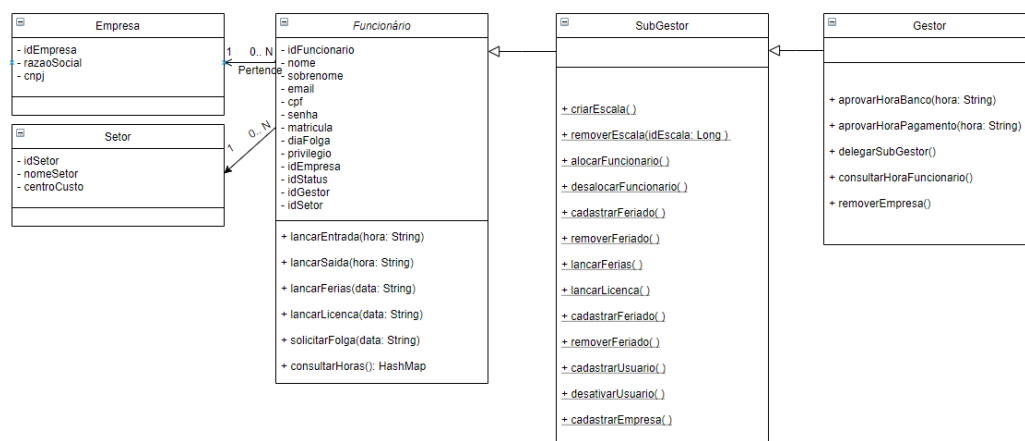 Empresa
- idEmpresa
- razaoSocial
- cnpj
1
0.. N
Pertence
Setor
- idSetor
- nomeSetor
- centroCusto
1
0.. N
Funcionário
- idFuncionario
- nome
- sobrenome
- email
- cpf
- senha
- matricula
- diaFolga
- privilegio
- idEmpresa
- idStatus
- idGestor
- idSetor
+ lancarEntrada(hora: String)
+ lancarSaida(hora: String)
+ lancarFerias(data: String)
+ lancarLicenca(data: String)
+ solicitarFolga(data: String)
+ consultarHoras(): HashMap
SubGestor
+ criarEscala( )
+ removerEscala(idEscala: Long )
+ alocarFuncionario( )
+ desalocarFuncionario( )
+ cadastrarFeriado( )
+ removerFeriado( )
+ lancarFerias( )
+ lancarLicenca( )
+ cadastrarFeriado( )
+ removerFeriado( )
+ cadastrarUsuario( )
+ desativarUsuario( )
+ cadastrarEmpresa( )
Gestor
+ aprovarHoraBanco(hora: String)
+ aprovarHoraPagamento(hora: String)
+ delegarSubGestor()
+ consultarHoraFuncionario()
+ removerEmpresa()